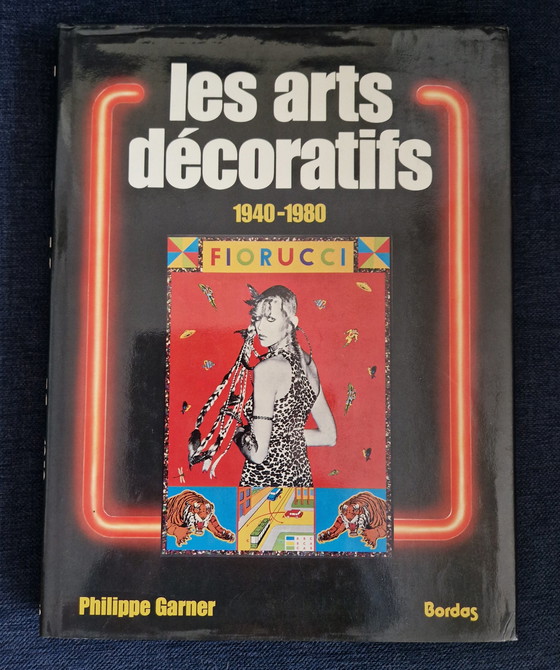 les arts
décoratifs
1940-1980
FIORUCCI
Philippe Garner
Bordas